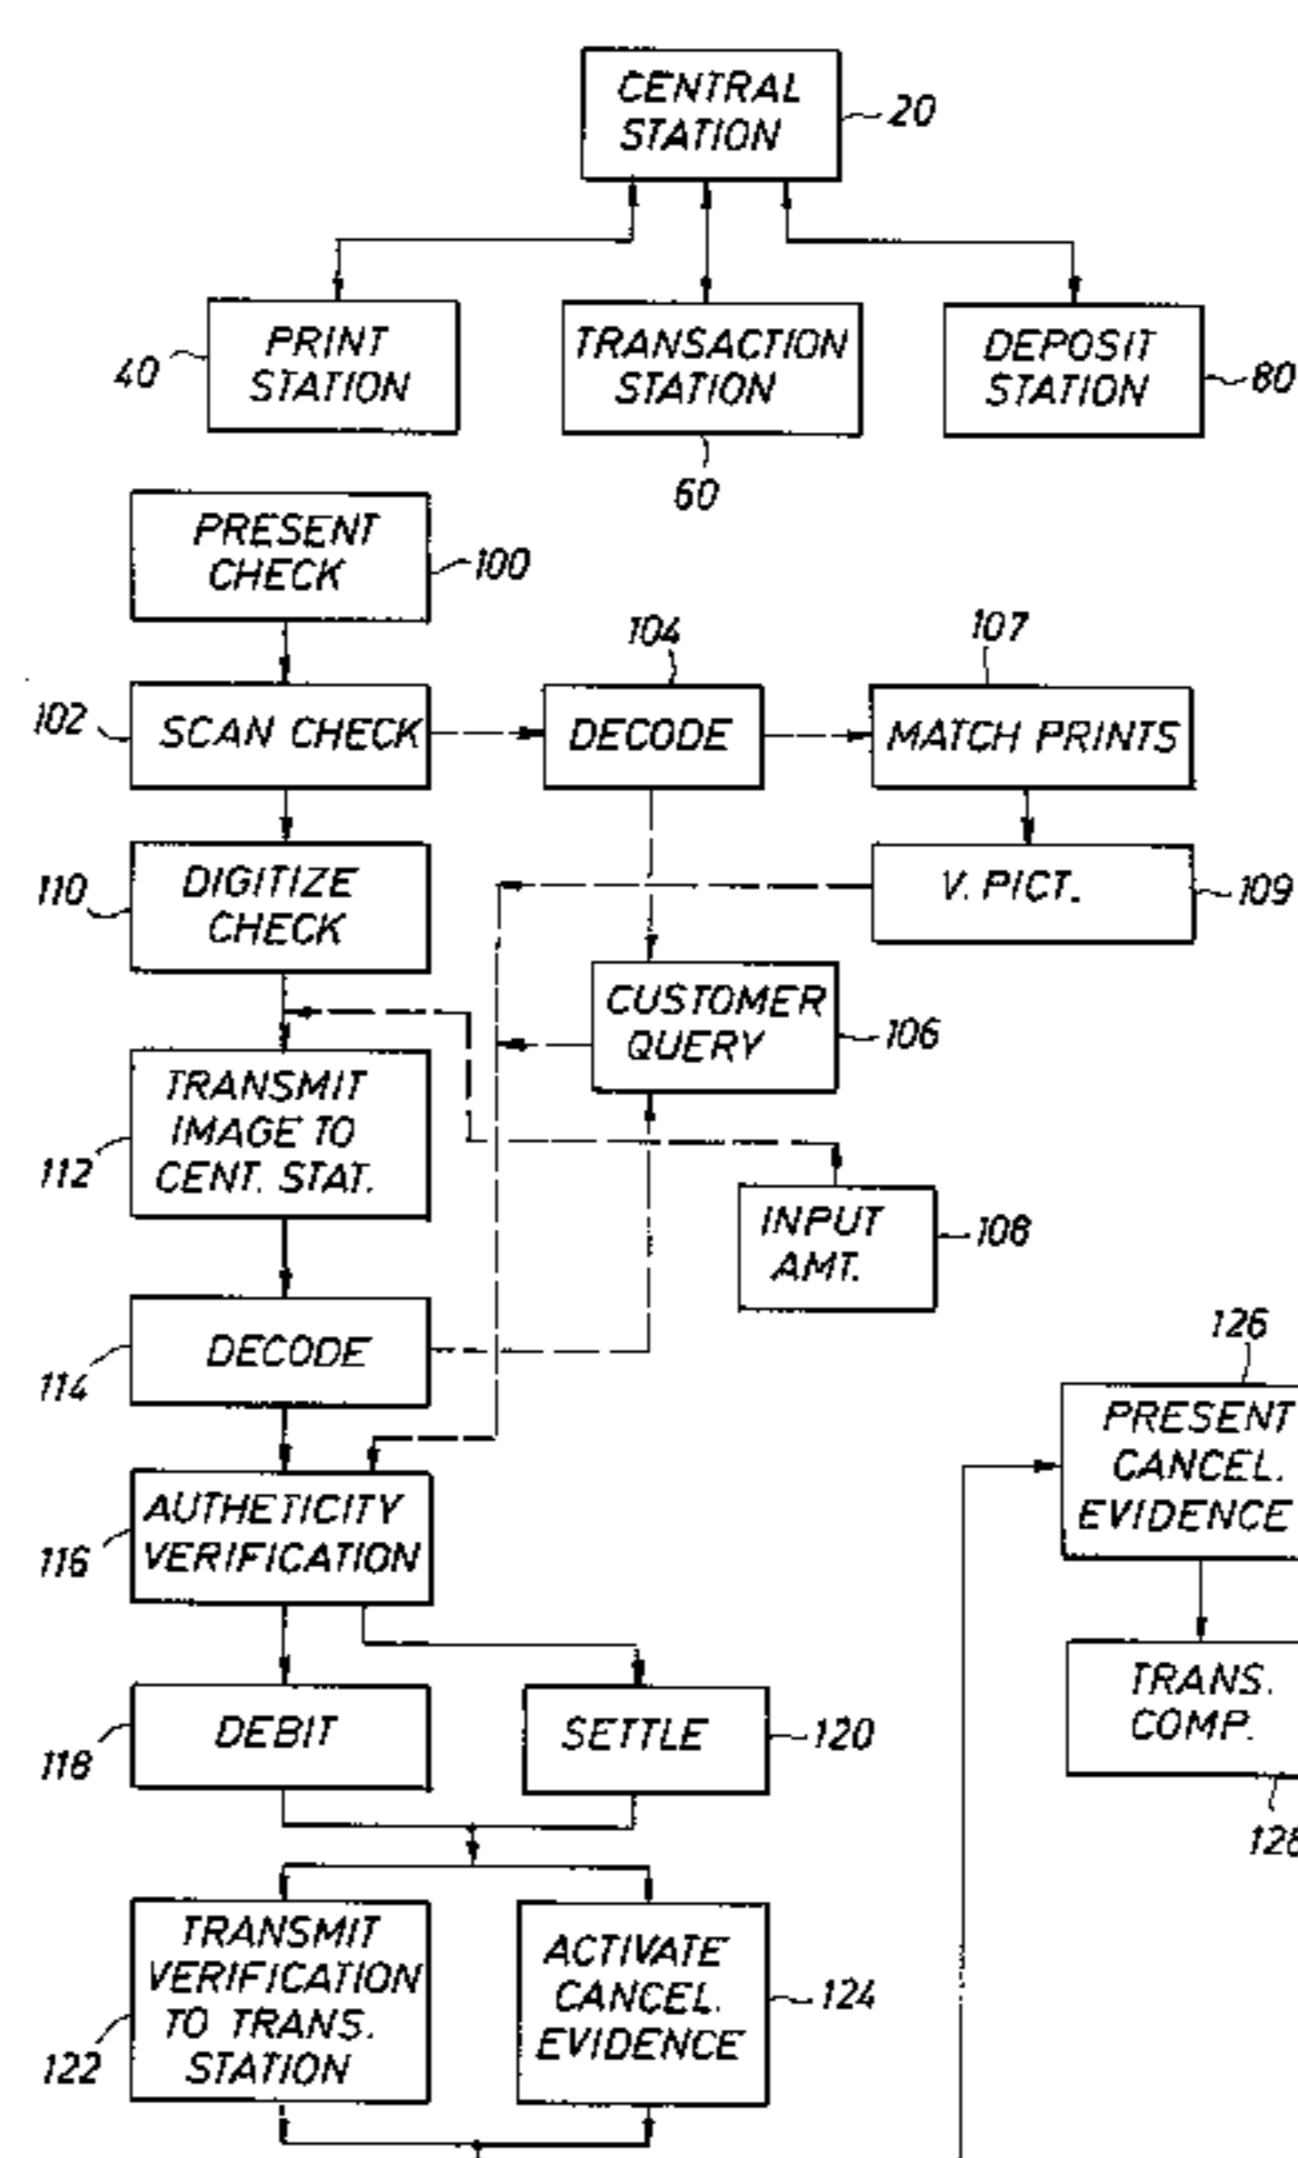 CENTRAL
STATION
20
PRINT
STATION
40
TRANSACTION
STATION
60
DEPOSIT
STATION
80
PRESENT
CHECK
100
104
107
102
SCAN CHECK
DECODE
MATCH PRINTS
110
DIGITIZE
CHECK
V. PICT.
109
CUSTOMER
QUERY
106
TRANSMIT
IMAGE TO
CENT. STAT.
112
INPUT
AMT.
108
DECODE
114
126
PRESENT
CANCEL.
EVIDENCE
AUTHETICITY
VERIFICATION
116
TRANS.
COMP.
128
DEBIT
118
SETTLE
120
TRANSMIT
VERIFICATION
TO TRANS.
STATION
122
ACTIVATE
CANCEL.
EVIDENCE
124